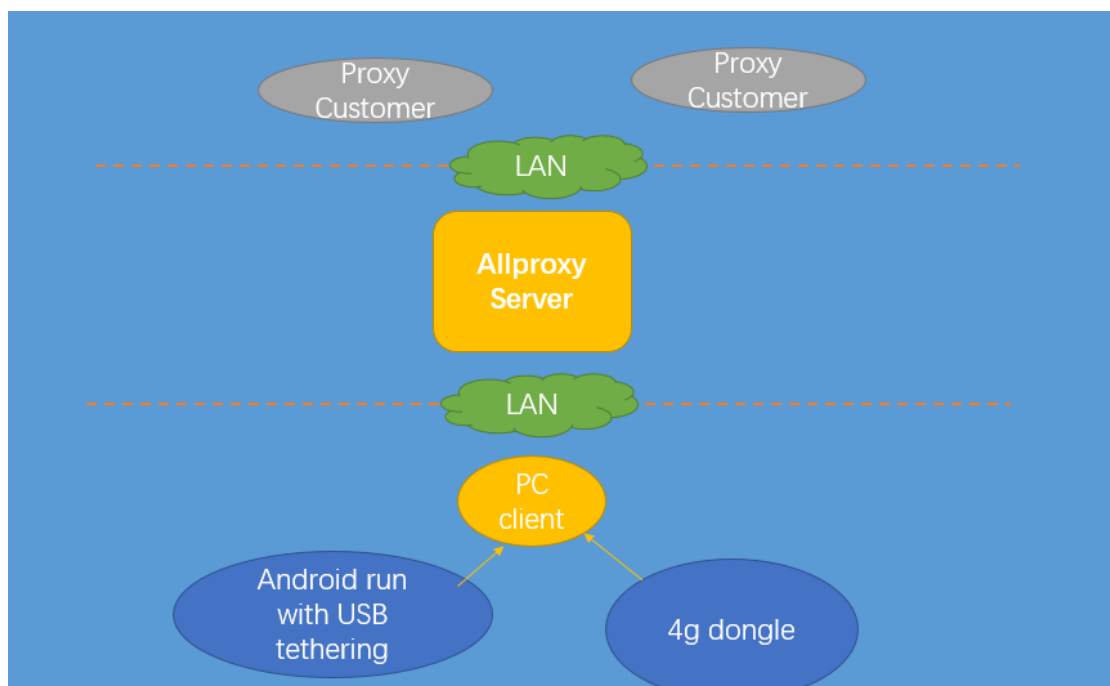 Proxy
Customer
Proxy
Customer
LAN
Allproxy
Server
LAN
PC
client
Android run
with USB
tethering
4g dongle